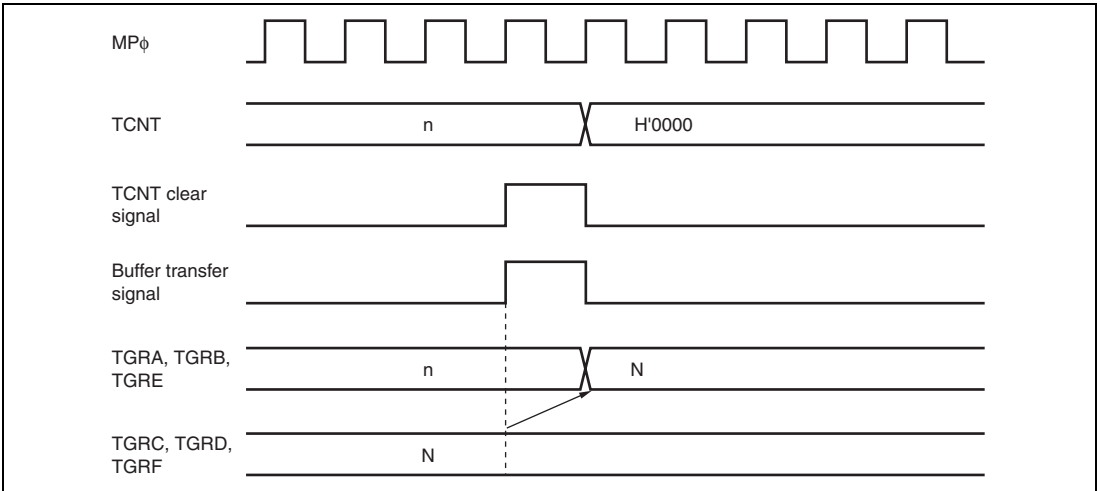 MPφ
TCNT
n
H'0000
TCNT clear
signal
Buffer transfer
signal
TGRA, TGRB,
TGRE
n
N
TGRC, TGRD,
TGRF
N